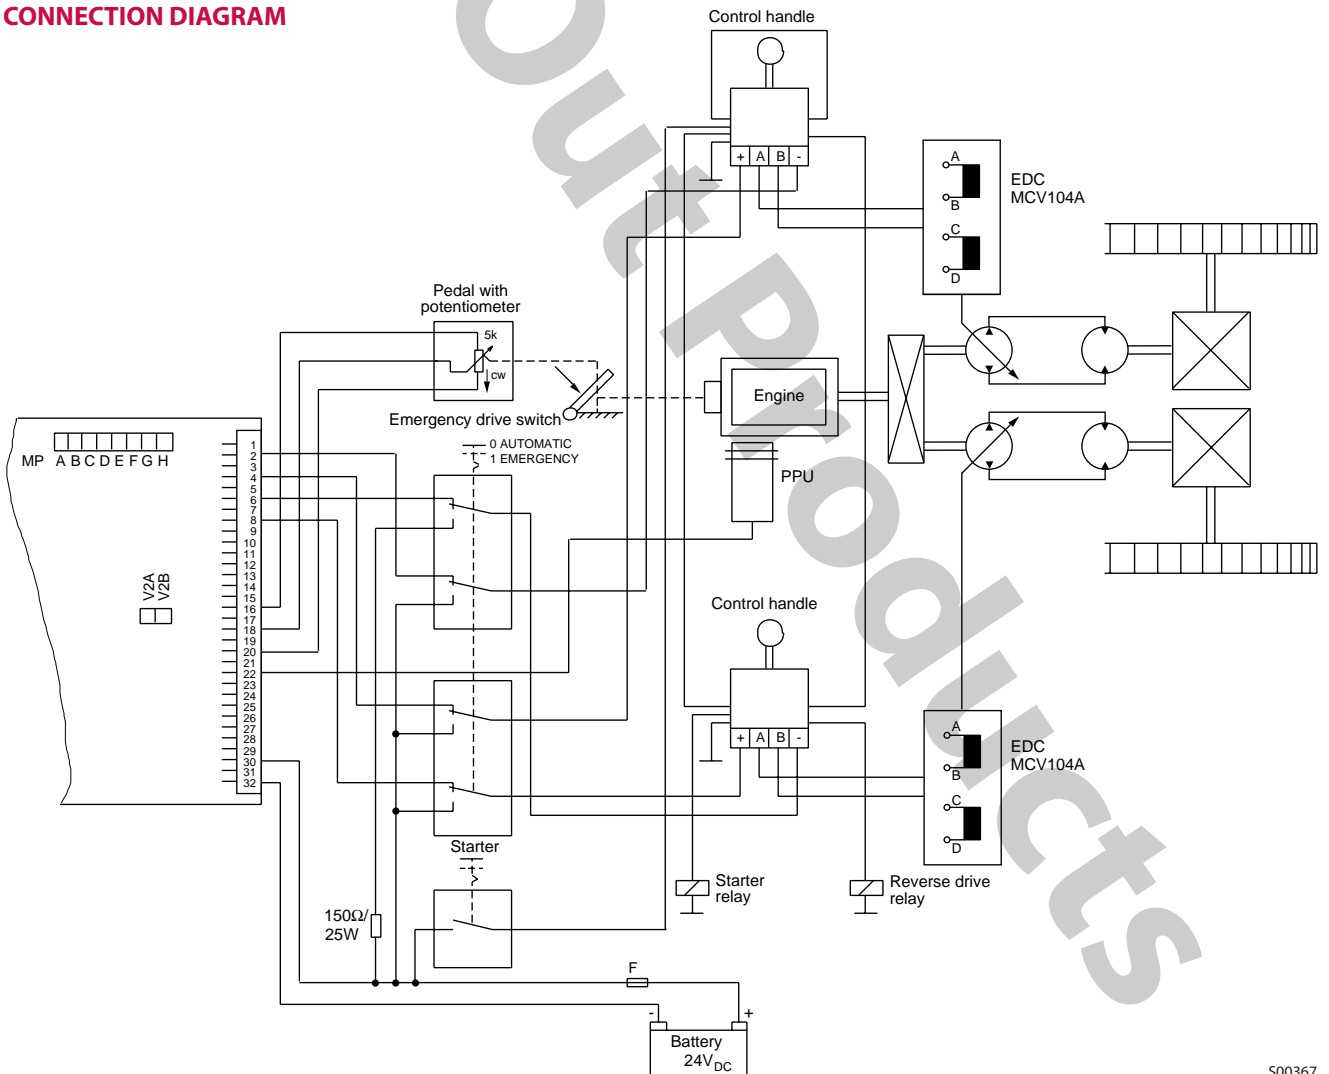 CONNECTION DIAGRAM
Control handle
+ A B -
A
B
C
D
EDC
MCV104A
Pedal with
potentiometer
5k
cw
Emergency drive switch
0 AUTOMATIC
1 EMERGENCY
Engine
PPU
MP A B C D E F G H
V2A
V2B
1
2
3
4
5
6
7
8
9
10
11
12
13
14
15
16
17
18
19
20
21
22
23
24
25
26
27
28
29
30
31
32
Control handle
+ A B -
A
B
C
D
EDC
MCV104A
Starter
150Ω/
25W
Starter
relay
Reverse drive
relay
F
- +
Battery
24VDC
S00367
Out Products